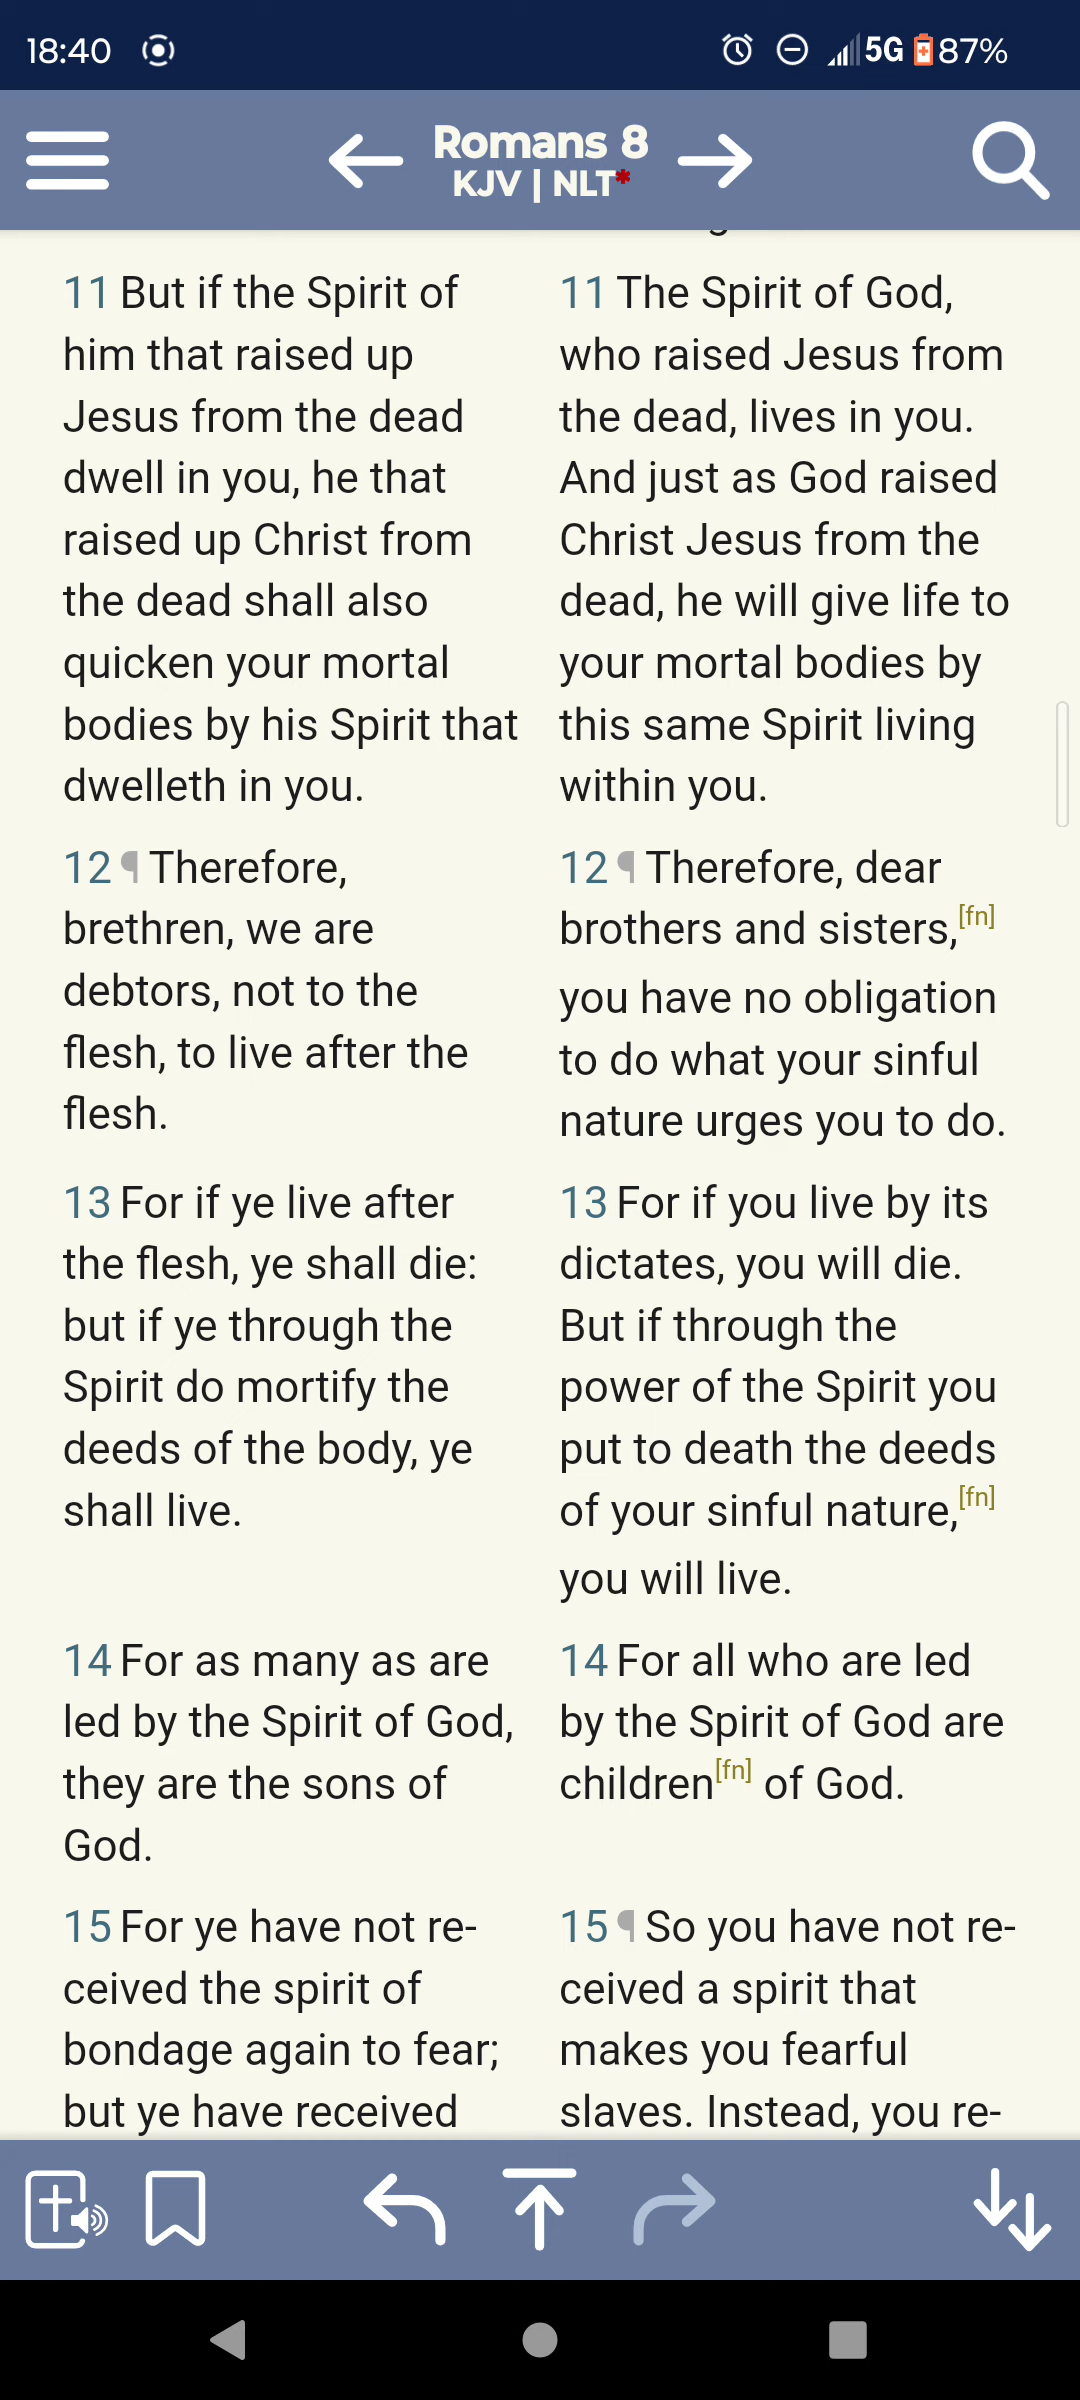 18:40
5G
87%
Romans 8
KJV | NLT*
11 But if the Spirit of
him that raised up
Jesus from the dead
dwell in you, he that
raised up Christ from
the dead shall also
quicken your mortal
bodies by his Spirit that
dwelleth in you.
11 The Spirit of God,
who raised Jesus from
the dead, lives in you.
And just as God raised
Christ Jesus from the
dead, he will give life to
your mortal bodies by
this same Spirit living
within you.
12 ¶ Therefore,
brethren, we are
debtors, not to the
flesh, to live after the
flesh.
12 ¶ Therefore, dear
brothers and sisters,[fn]
you have no obligation
to do what your sinful
nature urges you to do.
13 For if ye live after
the flesh, ye shall die:
but if ye through the
Spirit do mortify the
deeds of the body, ye
shall live.
13 For if you live by its
dictates, you will die.
But if through the
power of the Spirit you
put to death the deeds
of your sinful nature,[fn]
you will live.
14 For as many as are
led by the Spirit of God,
they are the sons of
God.
14 For all who are led
by the Spirit of God are
children[fn] of God.
15 For ye have not re-
ceived the spirit of
bondage again to fear;
but ye have received
15 ¶ So you have not re-
ceived a spirit that
makes you fearful
slaves. Instead, you re-